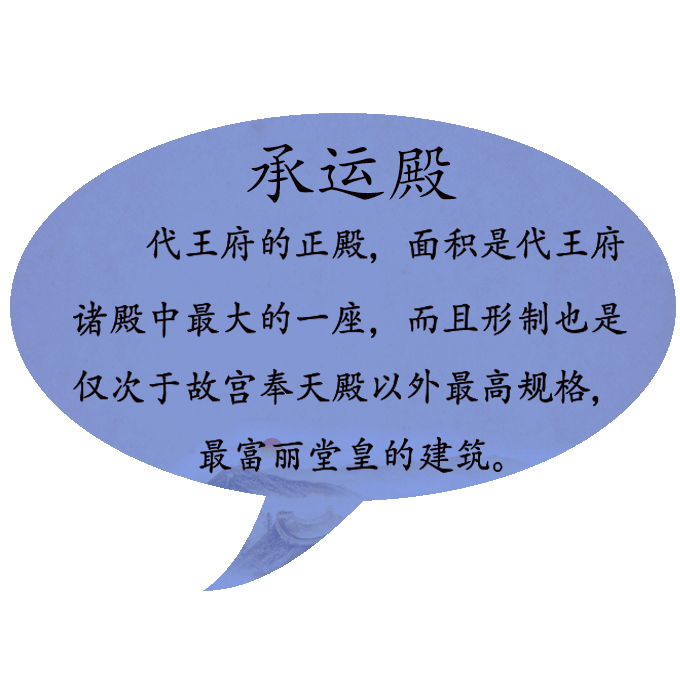 承运殿
代王府的正殿，面积是代王府
诸殿中最大的一座，而且形制也是
仅次于故宫奉天殿以外最高规格，
最富丽堂皇的建筑。